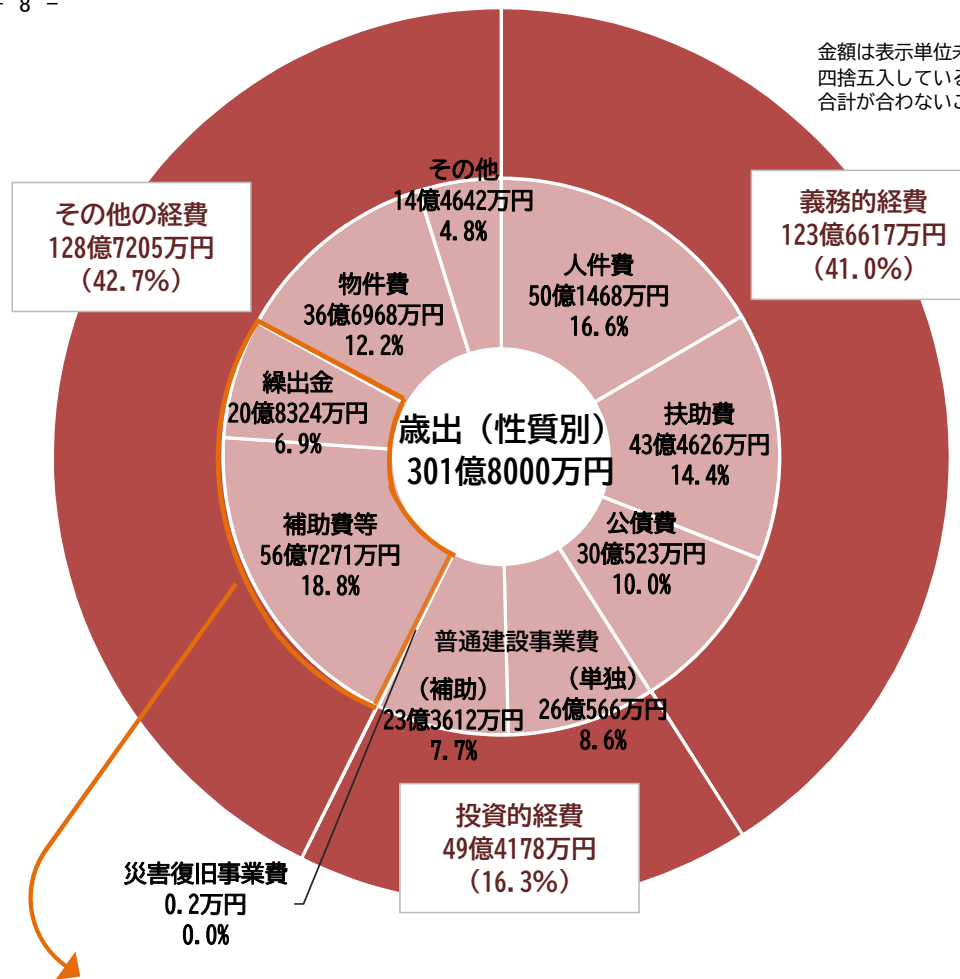 - 8 -
金額は表示単位未
四捨五入している
合計が合わないこ
その他の経費
128億7205万円
(42.7%)
義務的経費
123億6617万円
(41.0%)
その他
14億4642万円
4.8%
人件費
50億1468万円
16.6%
物件費
36億6968万円
12.2%
繰出金
20億8324万円
6.9%
扶助費
43億4626万円
14.4%
歳出（性質別）
301億8000万円
補助費等
56億7271万円
18.8%
公債費
30億523万円
10.0%
普通建設事業費
（補助）
23億3612万円
7.7%
（単独）
26億566万円
8.6%
投資的経費
49億4178万円
(16.3%)
災害復旧事業費
0.2万円
0.0%